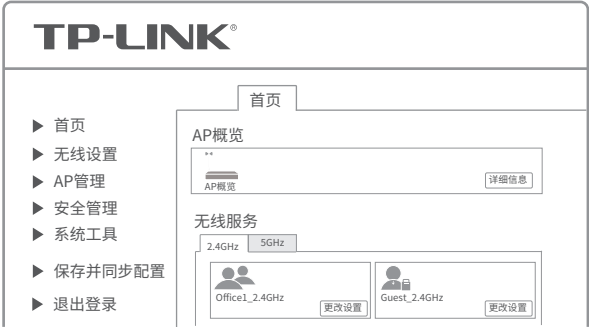 TP-LINK®
首页
首页
无线设置
AP管理
安全管理
系统工具
保存并同步配置
退出登录
AP概览
**
AP概览
详细信息
无线服务
2.4GHz
5GHz
Office1_2.4GHz
更改设置
Guest_2.4GHz
更改设置